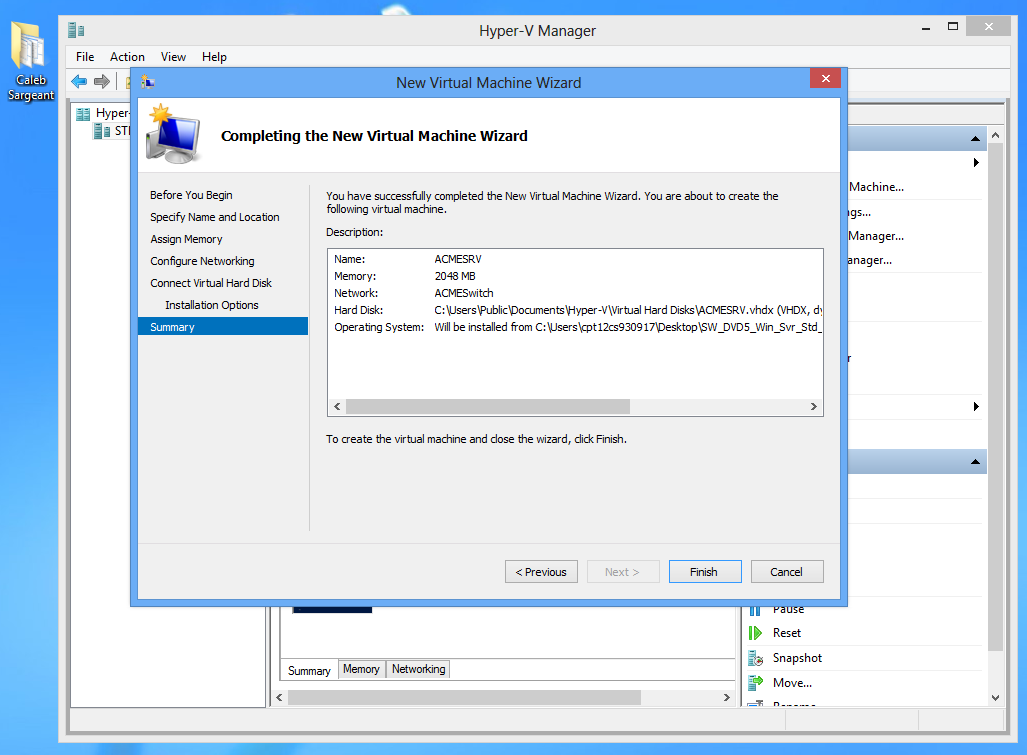 Caleb
Sargeant
Hyper-V Manager
File Action View Help
Hyper-
New Virtual Machine Wizard
Completing the New Virtual Machine Wizard
Before You Begin
Specify Name and Location
Assign Memory
Configure Networking
Connect Virtual Hard Disk
Installation Options
Summary
You have successfully completed the New Virtual Machine Wizard. You are about to create the
following virtual machine.
Description:
Name: ACMESRV
Memory: 2048 MB
Network: ACMESwitch
Hard Disk: C:\Users\Public\Documents\Hyper-V\Virtual Hard Disks\ACMESRV.vhdx (VHDX, dy
Operating System: Will be installed from C:\Users\cpt12cs930917\Desktop\SW_DVD5_Win_Svr_Std_
To create the virtual machine and close the wizard, click Finish.
< Previous Next > Finish Cancel
Machine...
gs...
Manager...
anager...
r
Pause
Reset
Snapshot
Move...
Rename...
Summary Memory Networking